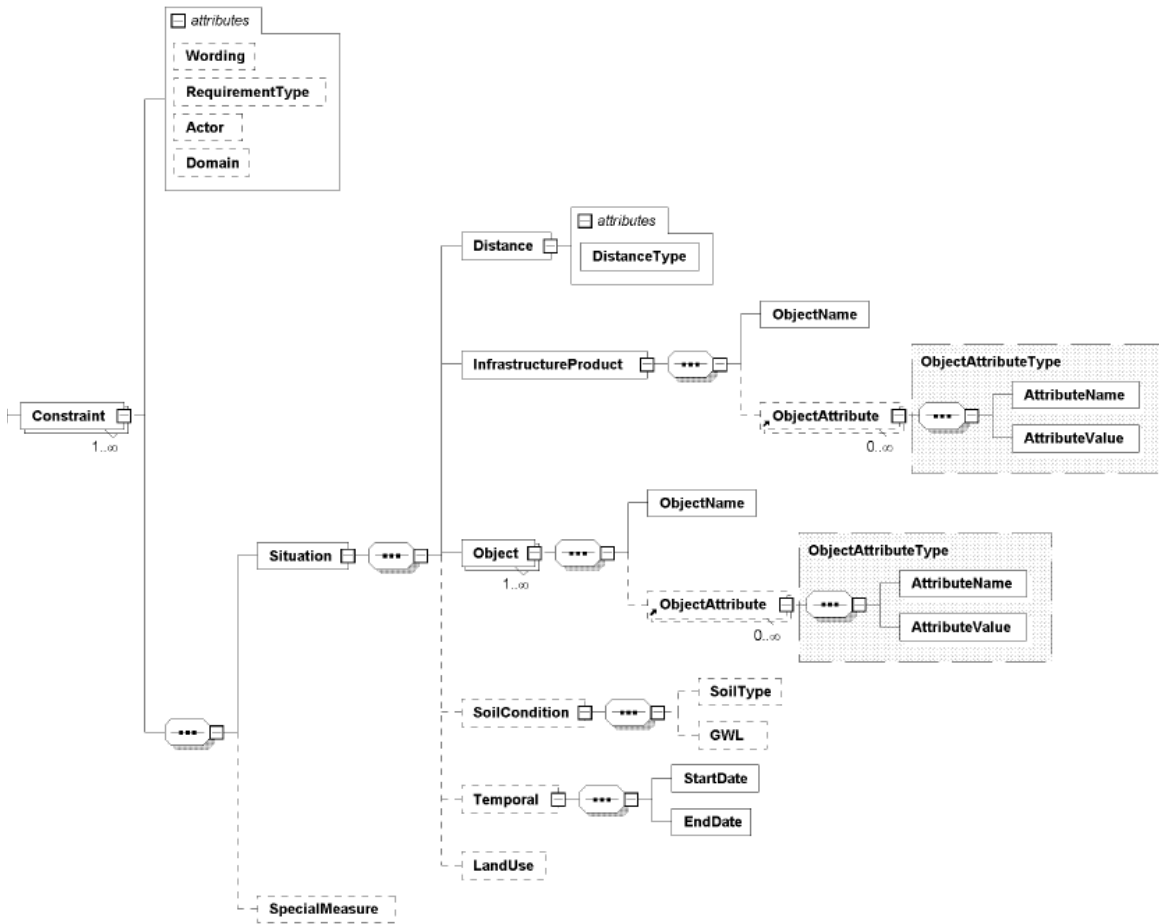 attributes
Wording
RequirementType
Actor
Domain
attributes
Distance
DistanceType
ObjectName
InfrastructureProduct
ObjectAttributeType
AttributeName
ObjectAttribute
AttributeValue
0..∞
Constraint
1..∞
ObjectName
Situation
Object
1..∞
ObjectAttributeType
AttributeName
ObjectAttribute
AttributeValue
0..∞
SoilType
SoilCondition
GWL
StartDate
Temporal
EndDate
LandUse
SpecialMeasure